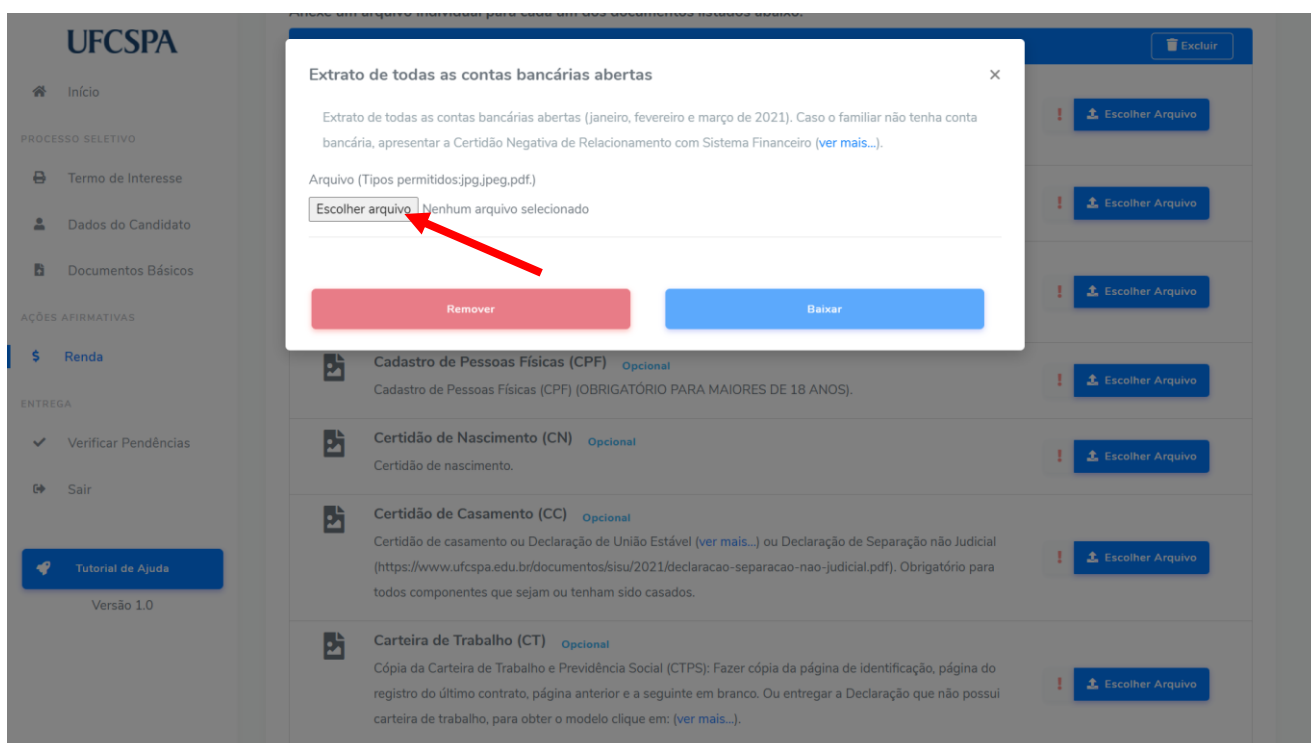 Anexe um arquivo individual para cada um dos documentos listados abaixo:
UFCSPA
Início
PROCESSO SELETIVO
Termo de Interesse
Dados do Candidato
Documentos Básicos
AÇÕES AFIRMATIVAS
$ Renda
ENTREGA
Verificar Pendências
Sair
Tutorial de Ajuda
Versão 1.0
Excluir
Extrato de todas as contas bancárias abertas ×
Extrato de todas as contas bancárias abertas (janeiro, fevereiro e março de 2021). Caso o familiar não tenha conta
bancária, apresentar a Certidão Negativa de Relacionamento com Sistema Financeiro (ver mais...).
Arquivo (Tipos permitidos:jpg,jpeg,pdf.)
Escolher arquivo Nenhum arquivo selecionado
Remover
Baixar
! Escolher Arquivo
! Escolher Arquivo
! Escolher Arquivo
Cadastro de Pessoas Físicas (CPF) Opcional
Cadastro de Pessoas Físicas (CPF) (OBRIGATÓRIO PARA MAIORES DE 18 ANOS).
! Escolher Arquivo
Certidão de Nascimento (CN) Opcional
Certidão de nascimento.
! Escolher Arquivo
Certidão de Casamento (CC) Opcional
Certidão de casamento ou Declaração de União Estável (ver mais...) ou Declaração de Separação não Judicial
(https://www.ufcspa.edu.br/documentos/sisu/2021/declaracao-separacao-nao-judicial.pdf). Obrigatório para
todos componentes que sejam ou tenham sido casados.
! Escolher Arquivo
Carteira de Trabalho (CT) Opcional
Cópia da Carteira de Trabalho e Previdência Social (CTPS): Fazer cópia da página de identificação, página do
registro do último contrato, página anterior e a seguinte em branco. Ou entregar a Declaração que não possui
carteira de trabalho, para obter o modelo clique em: (ver mais...).
! Escolher Arquivo